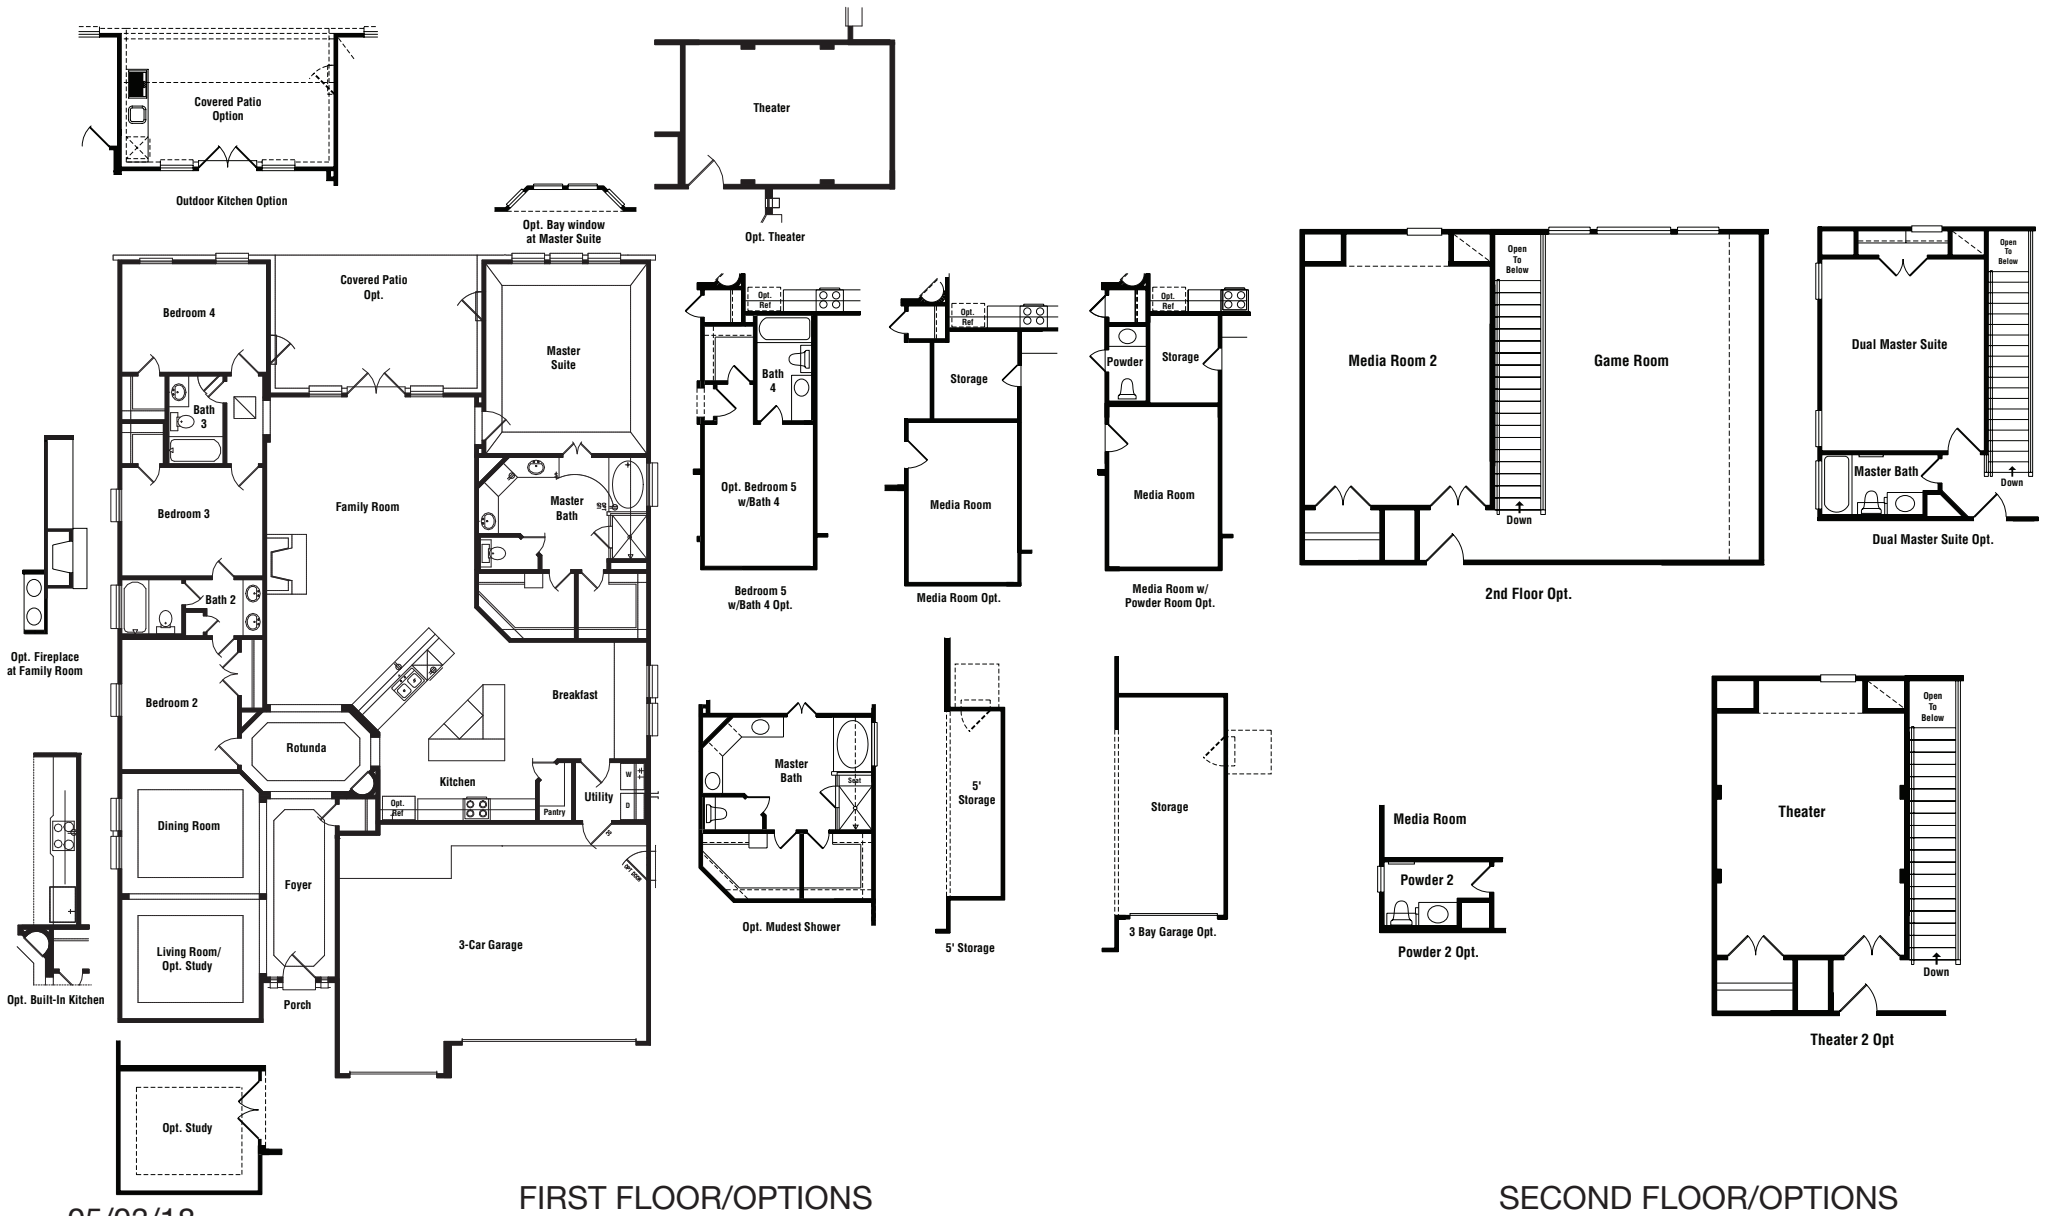 Covered Patio
Option
Outdoor Kitchen Option
Theater
Opt. Theater
Opt. Bay window
at Master Suite
Bedroom 4
Covered Patio
Opt.
Master
Suite
Bath
3
Bedroom 3
Family Room
Master
Bath
Bath 2
Bedroom 2
Breakfast
Rotunda
Kitchen
Opt.
Ref
Pantry
Utility
W
D
Dining Room
Foyer
OPT DOOR
Living Room/
Opt. Study
3-Car Garage
Porch
Opt. Fireplace
at Family Room
Opt. Built-In Kitchen
Opt. Study
Opt.
Ref
Bath
4
Opt. Bedroom 5
w/Bath 4
Bedroom 5
w/Bath 4 Opt.
Opt.
Ref
Storage
Media Room
Media Room Opt.
Opt.
Ref
Powder
Storage
Media Room
Media Room w/
Powder Room Opt.
Master
Bath
Seat
Opt. Mudest Shower
5'
Storage
5' Storage
Storage
3 Bay Garage Opt.
Open
To
Below
Media Room 2
Game Room
Down
2nd Floor Opt.
Open
To
Below
Dual Master Suite
Master Bath
Down
Dual Master Suite Opt.
Media Room
Powder 2
Powder 2 Opt.
Open
To
Below
Theater
Down
Theater 2 Opt
FIRST FLOOR/OPTIONS
SECOND FLOOR/OPTIONS